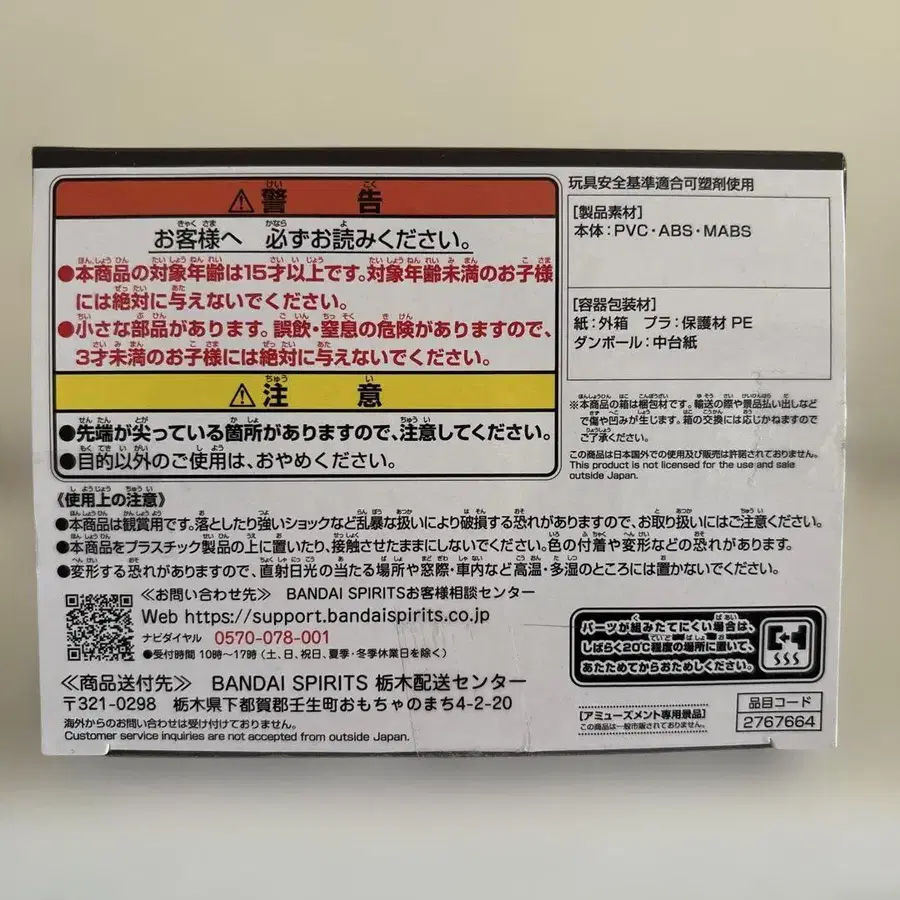 ⚠警告
お客様へ 必ずお読みください。
●本商品の対象年齢は15才以上です。対象年齢未満のお子様
には絶対に与えないでください。
●小さな部品があります。誤飲・窒息の危険がありますので、
3才未満のお子様には絶対に与えないでください。
⚠注意
●先端が尖っている箇所がありますので、注意してください。
●目的以外のご使用は、おやめください。
玩具安全基準適合可塑剤使用
[製品素材]
本体:PVC・ABS・MABS
[容器包装材]
紙:外箱 プラ:保護材 PE
ダンボール:中台紙
※本商品の箱は梱包材です。輸送の際や景品払い出しなど
で傷や凹みが生じます。箱の交換には応じかねますので
ご了承ください。
この商品は日本国外での使用及び販売は許諾されておりません。
This product is not licensed for the use and sale
outside Japan.
《使用上の注意》
●本商品は観賞用です。落としたり強いショックなど乱暴な扱いにより破損する恐れがありますので、お取り扱いにはご注意ください。
●本商品をプラスチック製品の上に置いたり、接触させたままにしないでください。色の付着や変形などの恐れがあります。
●変形する恐れがありますので、直射日光の当たる場所や窓際・車内など高温・多湿のところには置かないでください。
≪お問い合わせ先≫ BANDAI SPIRITSお客様相談センター
Web https://support.bandaispirits.co.jp
ナビダイヤル 0570-078-001
●受付時間 10時〜17時(土、日、祝日、夏季・冬季休業日を除く)
≪商品送付先≫ BANDAI SPIRITS 栃木配送センター
〒321-0298 栃木県下都賀郡壬生町おもちゃのまち4-2-20
海外からのお問い合わせは受け付けておりません。
Customer service inquiries are not accepted from outside Japan.
パーツが組みたてにくい場合は、
しばらく20℃程度の場所に置いて、
あたためてからおためしください。
[アミューズメント専用景品]
この商品は一般市販されておりません。
品目コード
2767664